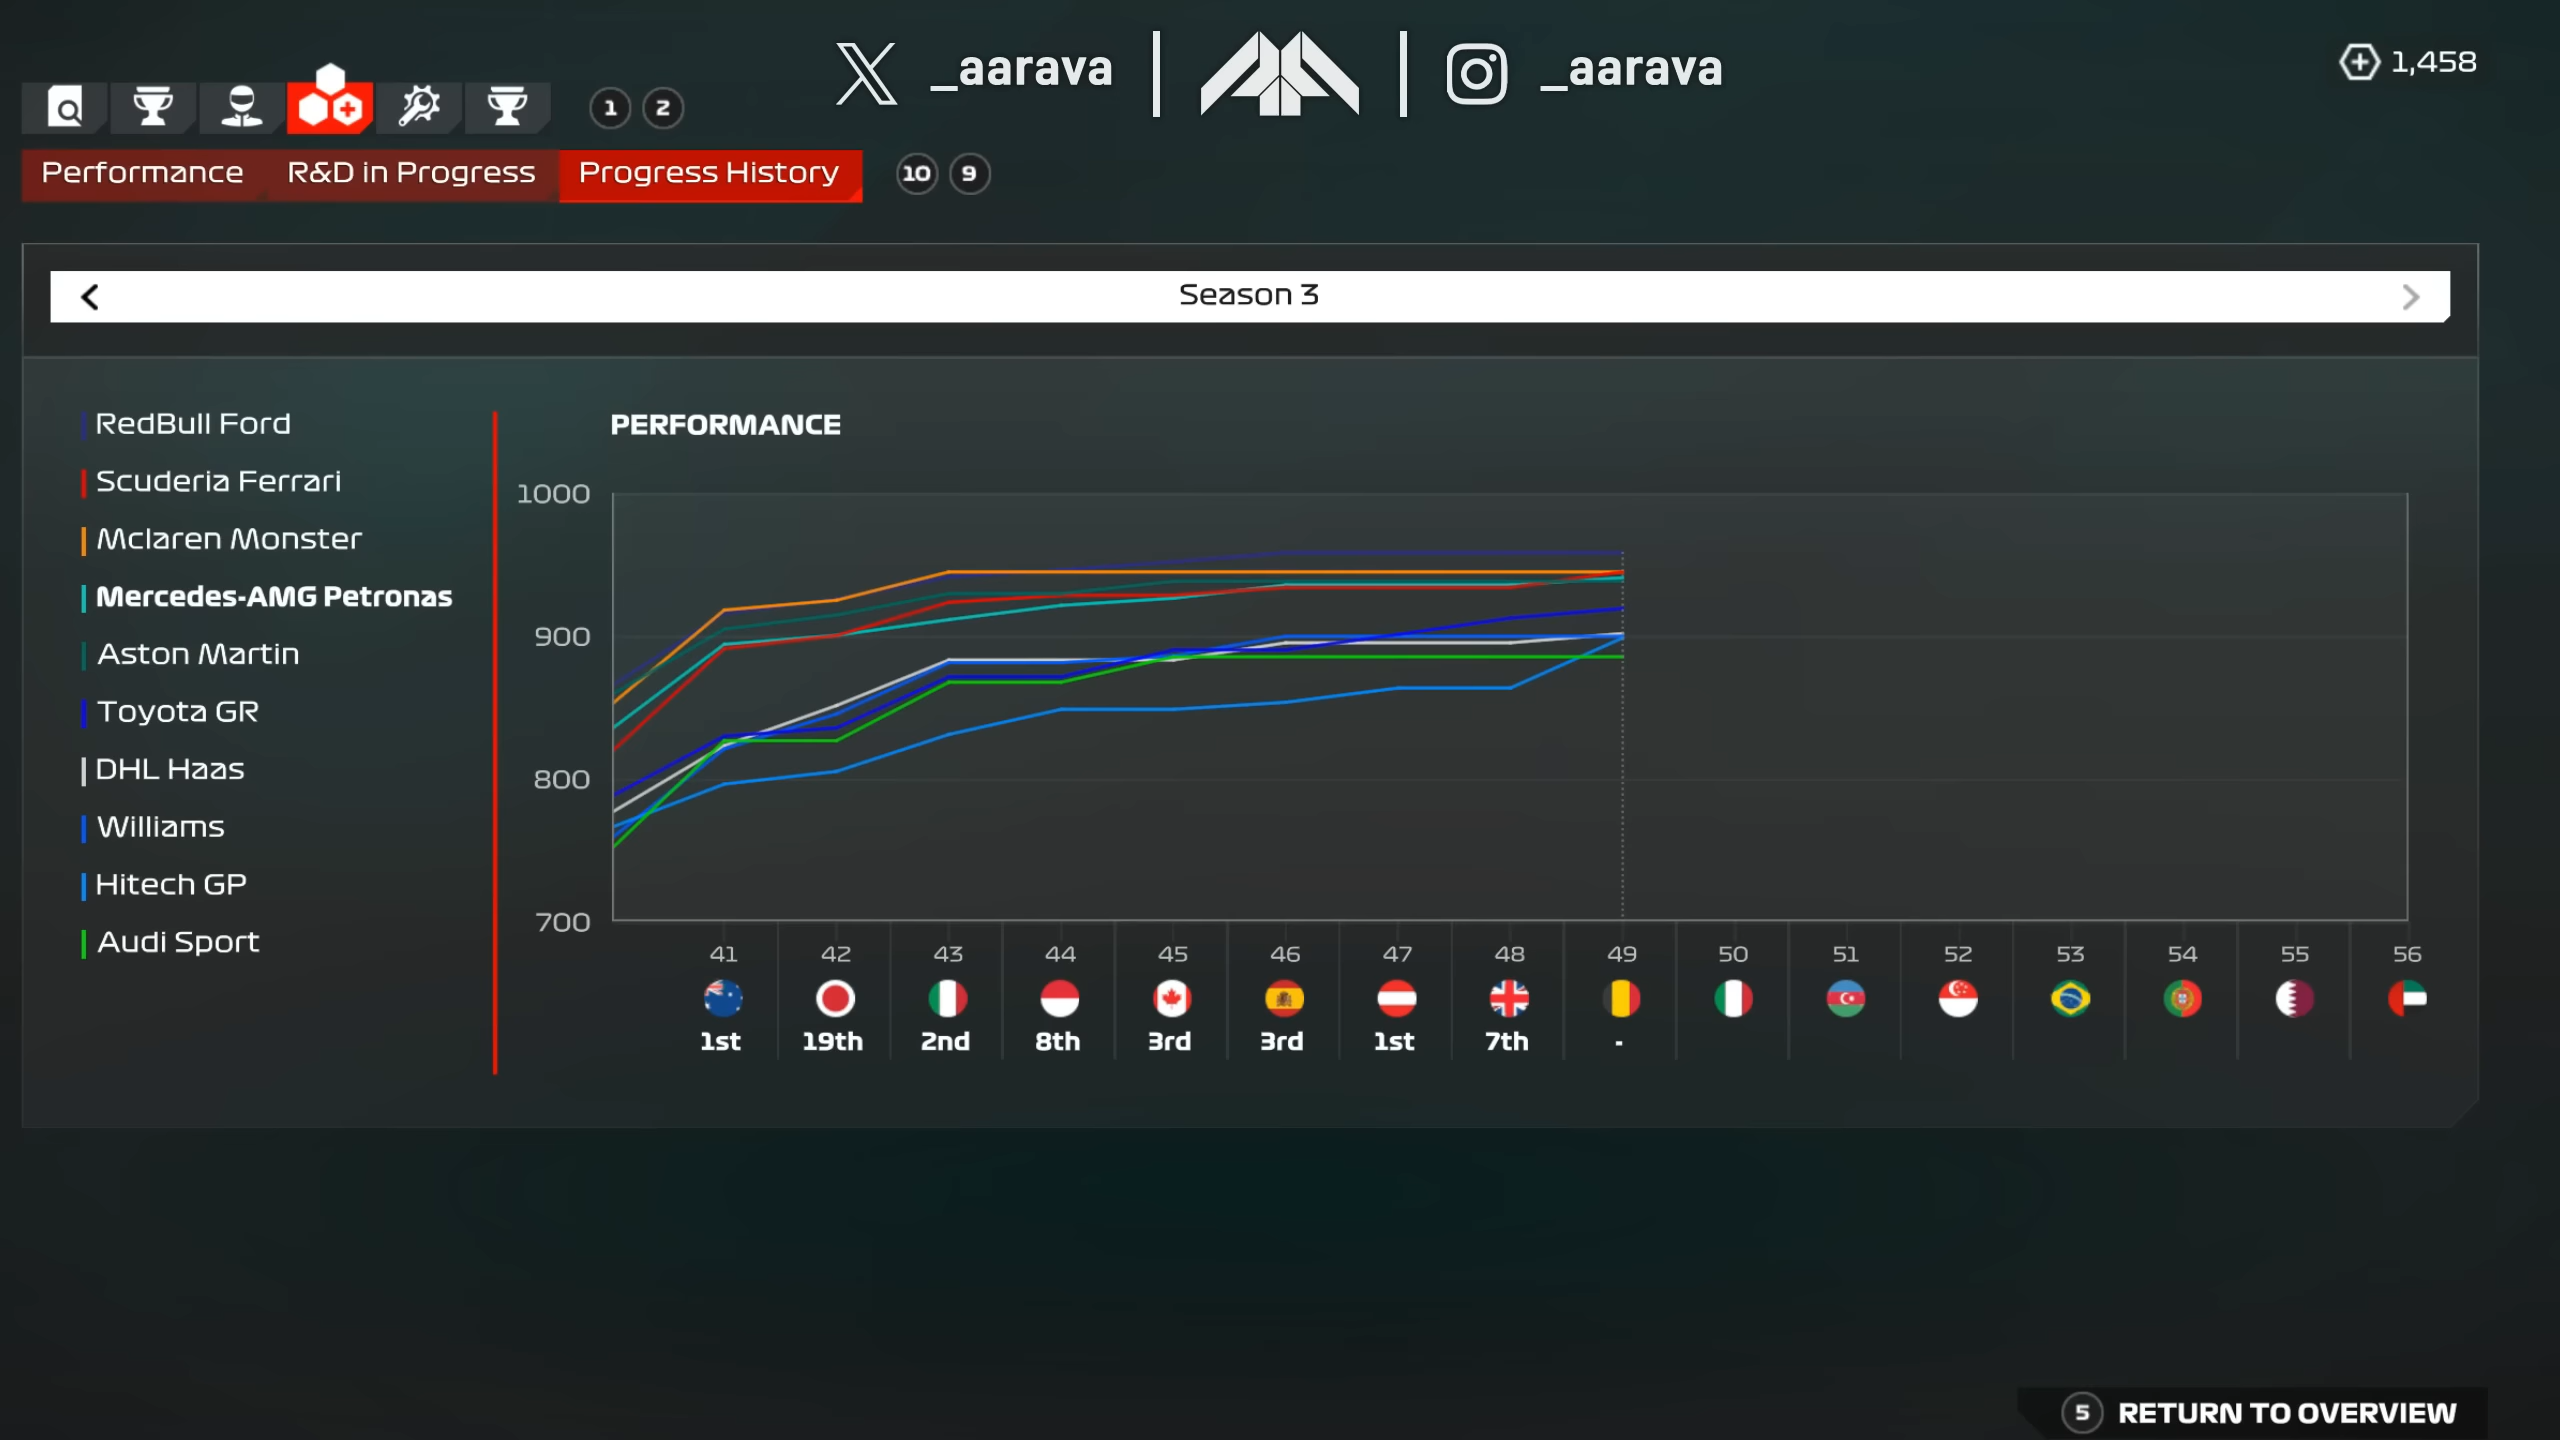 _aarava _aarava
1,458
1 2
Performance R&D in Progress Progress History 10 9
Season 3
RedBull Ford
Scuderia Ferrari
Mclaren Monster
Mercedes-AMG Petronas
Aston Martin
Toyota GR
DHL Haas
Williams
Hitech GP
Audi Sport
PERFORMANCE
1000
900
800
700
41 42 43 44 45 46 47 48 49 50 51 52 53 54 55 56
1st 19th 2nd 8th 3rd 3rd 1st 7th -
5 RETURN TO OVERVIEW